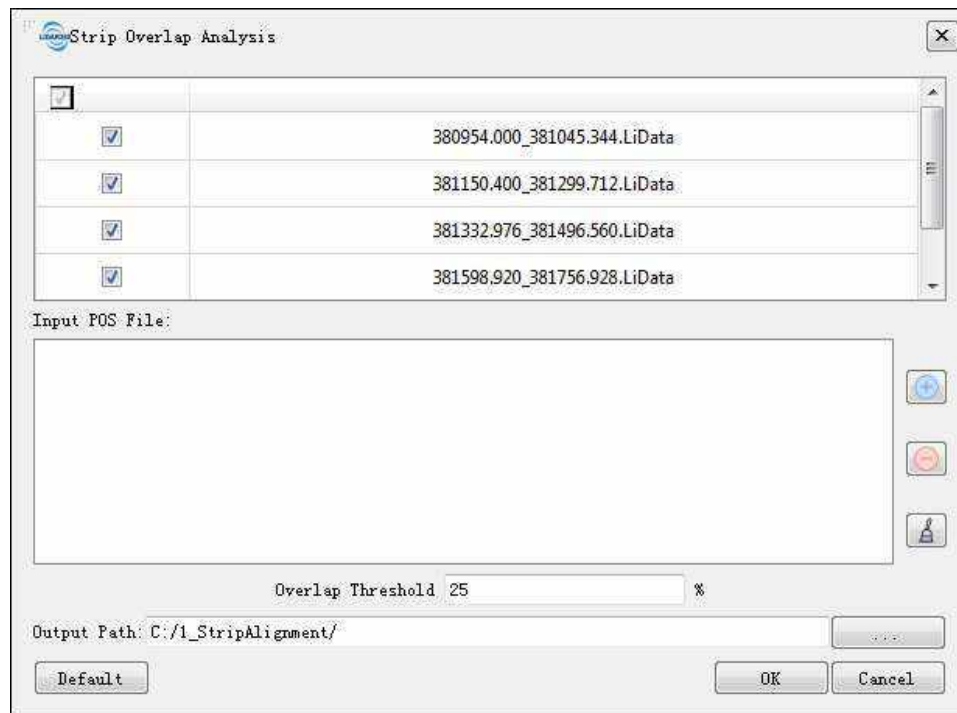 Strip Overlap Analysis
380954.000_381045.344.LiData
381150.400_381299.712.LiData
381332.976_381496.560.LiData
381598.920_381756.928.LiData
Input POS File:
Overlap Threshold 25 %
Output Path: C:/1_StripAlignment/ ...
Default OK Cancel